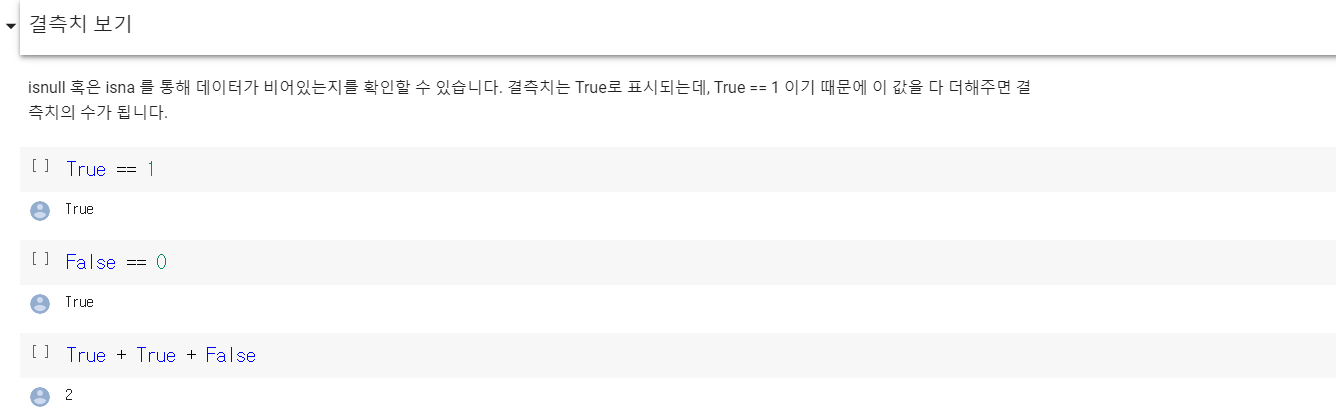 결측치 보기
isnull 혹은 isna 를 통해 데이터가 비어있는지를 확인할 수 있습니다. 결측치는 True로 표시되는데, True == 1 이기 때문에 이 값을 다 더해주면 결
측치의 수가 됩니다.
[ ] True == 1
True
[ ] False == 0
True
[ ] True + True + False
2